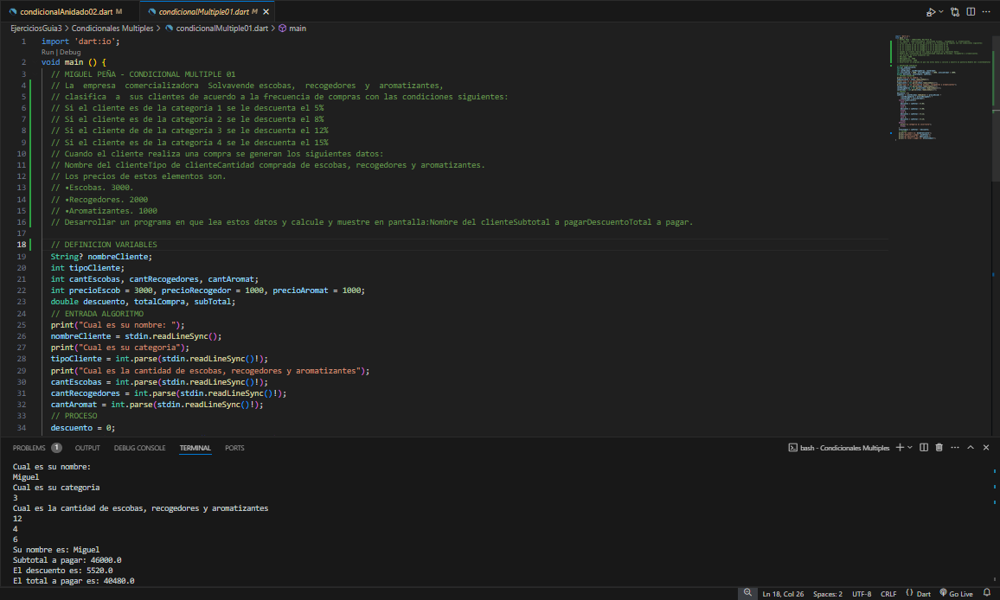 condicionalAnidado02.dart M
condicionalMultiple01.dart M
EjerciciosGuia3 > Condicionales Multiples > condicionalMultiple01.dart > main
1 import 'dart:io';
Run | Debug
2 void main () {
3 // MIGUEL PEÑA - CONDICIONAL MULTIPLE 01
4 // La empresa comercializadora Solvavende escobas, recogedores y aromatizantes,
5 // clasifica a sus clientes de acuerdo a la frecuencia de compras con las condiciones siguientes:
6 // Si el cliente es de la categoría 1 se le descuenta el 5%
7 // Si el cliente es de la categoría 2 se le descuenta el 8%
8 // Si el cliente de de la categoría 3 se le descuenta el 12%
9 // Si el cliente es de la categoría 4 se le descuenta el 15%
10 // Cuando el cliente realiza una compra se generan los siguientes datos:
11 // Nombre del clienteTipo de clienteCantidad comprada de escobas, recogedores y aromatizantes.
12 // Los precios de estos elementos son.
13 // •Escobas. 3000.
14 // •Recogedores. 2000
15 // •Aromatizantes. 1000
16 // Desarrollar un programa en que lea estos datos y calcule y muestre en pantalla:Nombre del clienteSubtotal a pagarDescuentoTotal a pagar.
17
18 // DEFINICION VARIABLES
19 String? nombreCliente;
20 int tipoCliente;
21 int cantEscobas, cantRecogedores, cantAromat;
22 int precioEscob = 3000, precioRecogedor = 1000, precioAromat = 1000;
23 double descuento, totalCompra, subTotal;
24 // ENTRADA ALGORITMO
25 print("Cual es su nombre: ");
26 nombreCliente = stdin.readLineSync();
27 print("Cual es su categoria");
28 tipoCliente = int.parse(stdin.readLineSync()!);
29 print("Cual es la cantidad de escobas, recogedores y aromatizantes");
30 cantEscobas = int.parse(stdin.readLineSync()!);
31 cantRecogedores = int.parse(stdin.readLineSync()!);
32 cantAromat = int.parse(stdin.readLineSync()!);
33 // PROCESO
34 descuento = 0;
PROBLEMS 1 OUTPUT DEBUG CONSOLE TERMINAL PORTS
bash - Condicionales Multiples
Cual es su nombre:
Miguel
Cual es su categoria
3
Cual es la cantidad de escobas, recogedores y aromatizantes
12
4
6
Su nombre es: Miguel
Subtotal a pagar: 46000.0
El descuento es: 5520.0
El total a pagar es: 40480.0
Ln 18, Col 26 Spaces: 2 UTF-8 CRLF {} Dart Go Live